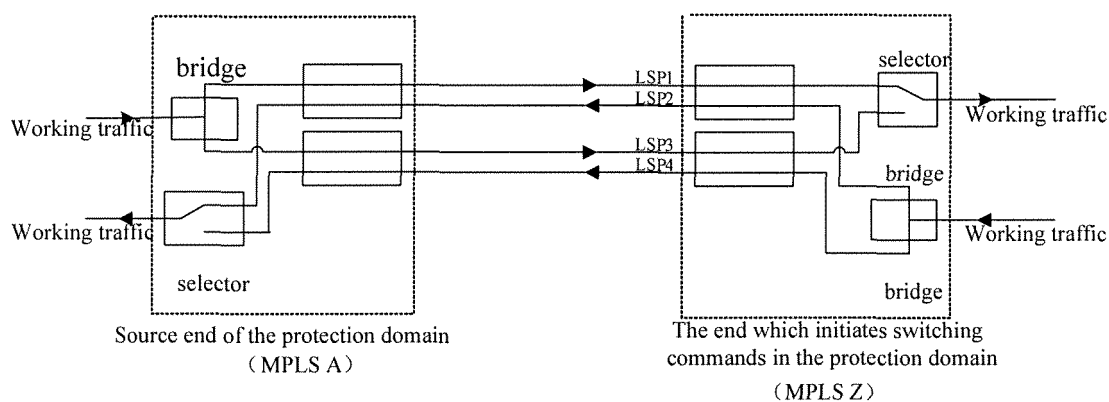 bridge
selector
LSP1
LSP2
Working traffic
Working traffic
LSP3
LSP4
bridge
Working traffic
Working traffic
selector
bridge
Source end of the protection domain
（MPLS A）
The end which initiates switching
commands in the protection domain
（MPLS Z）